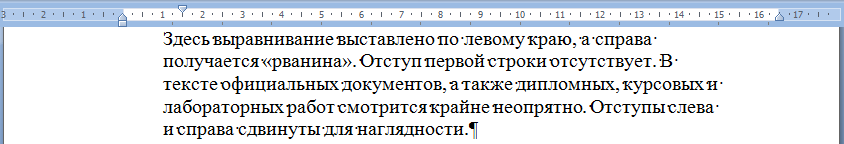 3 · 2 · 1 · 1 · 2 · 3 · 4 · 5 · 6 · 7 · 8 · 9 · 10 · 11 · 12 · 13 · 14 · 15 · 16 · 17 ·
Здесь выравнивание выставлено по левому краю, а справа
получается «рванина». Отступ первой строки отсутствует. В
тексте официальных документов, а также дипломных, курсовых и
лабораторных работ смотрится крайне неопрятно. Отступы слева
и справа сдвинуты для наглядности.¶